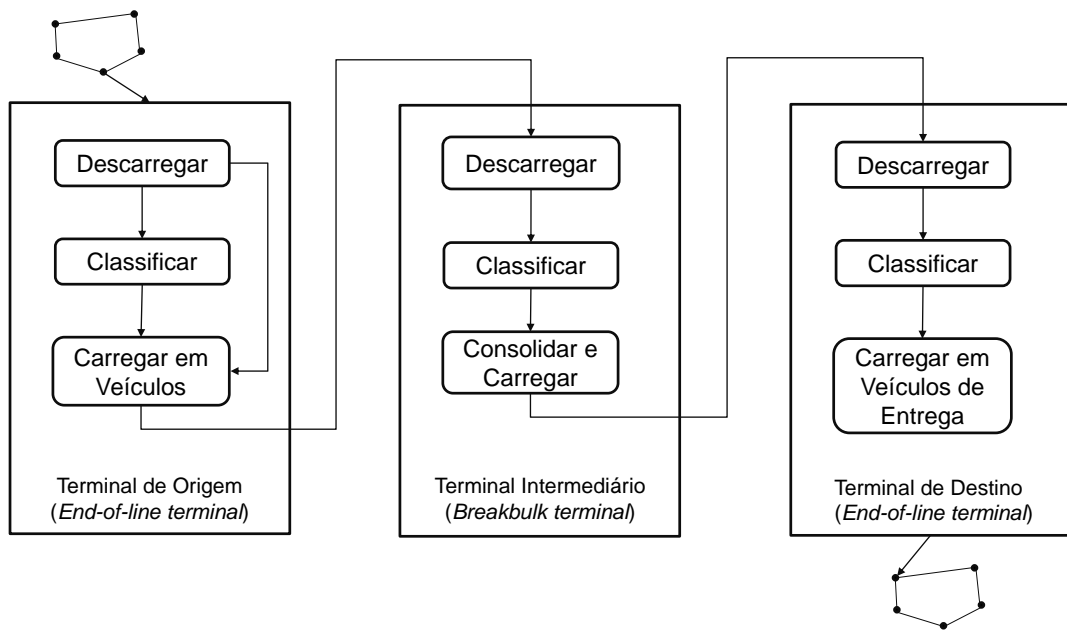 Descarregar
Classificar
Carregar em
Veículos
Terminal de Origem
(End-of-line terminal)
Descarregar
Classificar
Consolidar e
Carregar
Terminal Intermediário
(Breakbulk terminal)
Descarregar
Classificar
Carregar em
Veículos de
Entrega
Terminal de Destino
(End-of-line terminal)